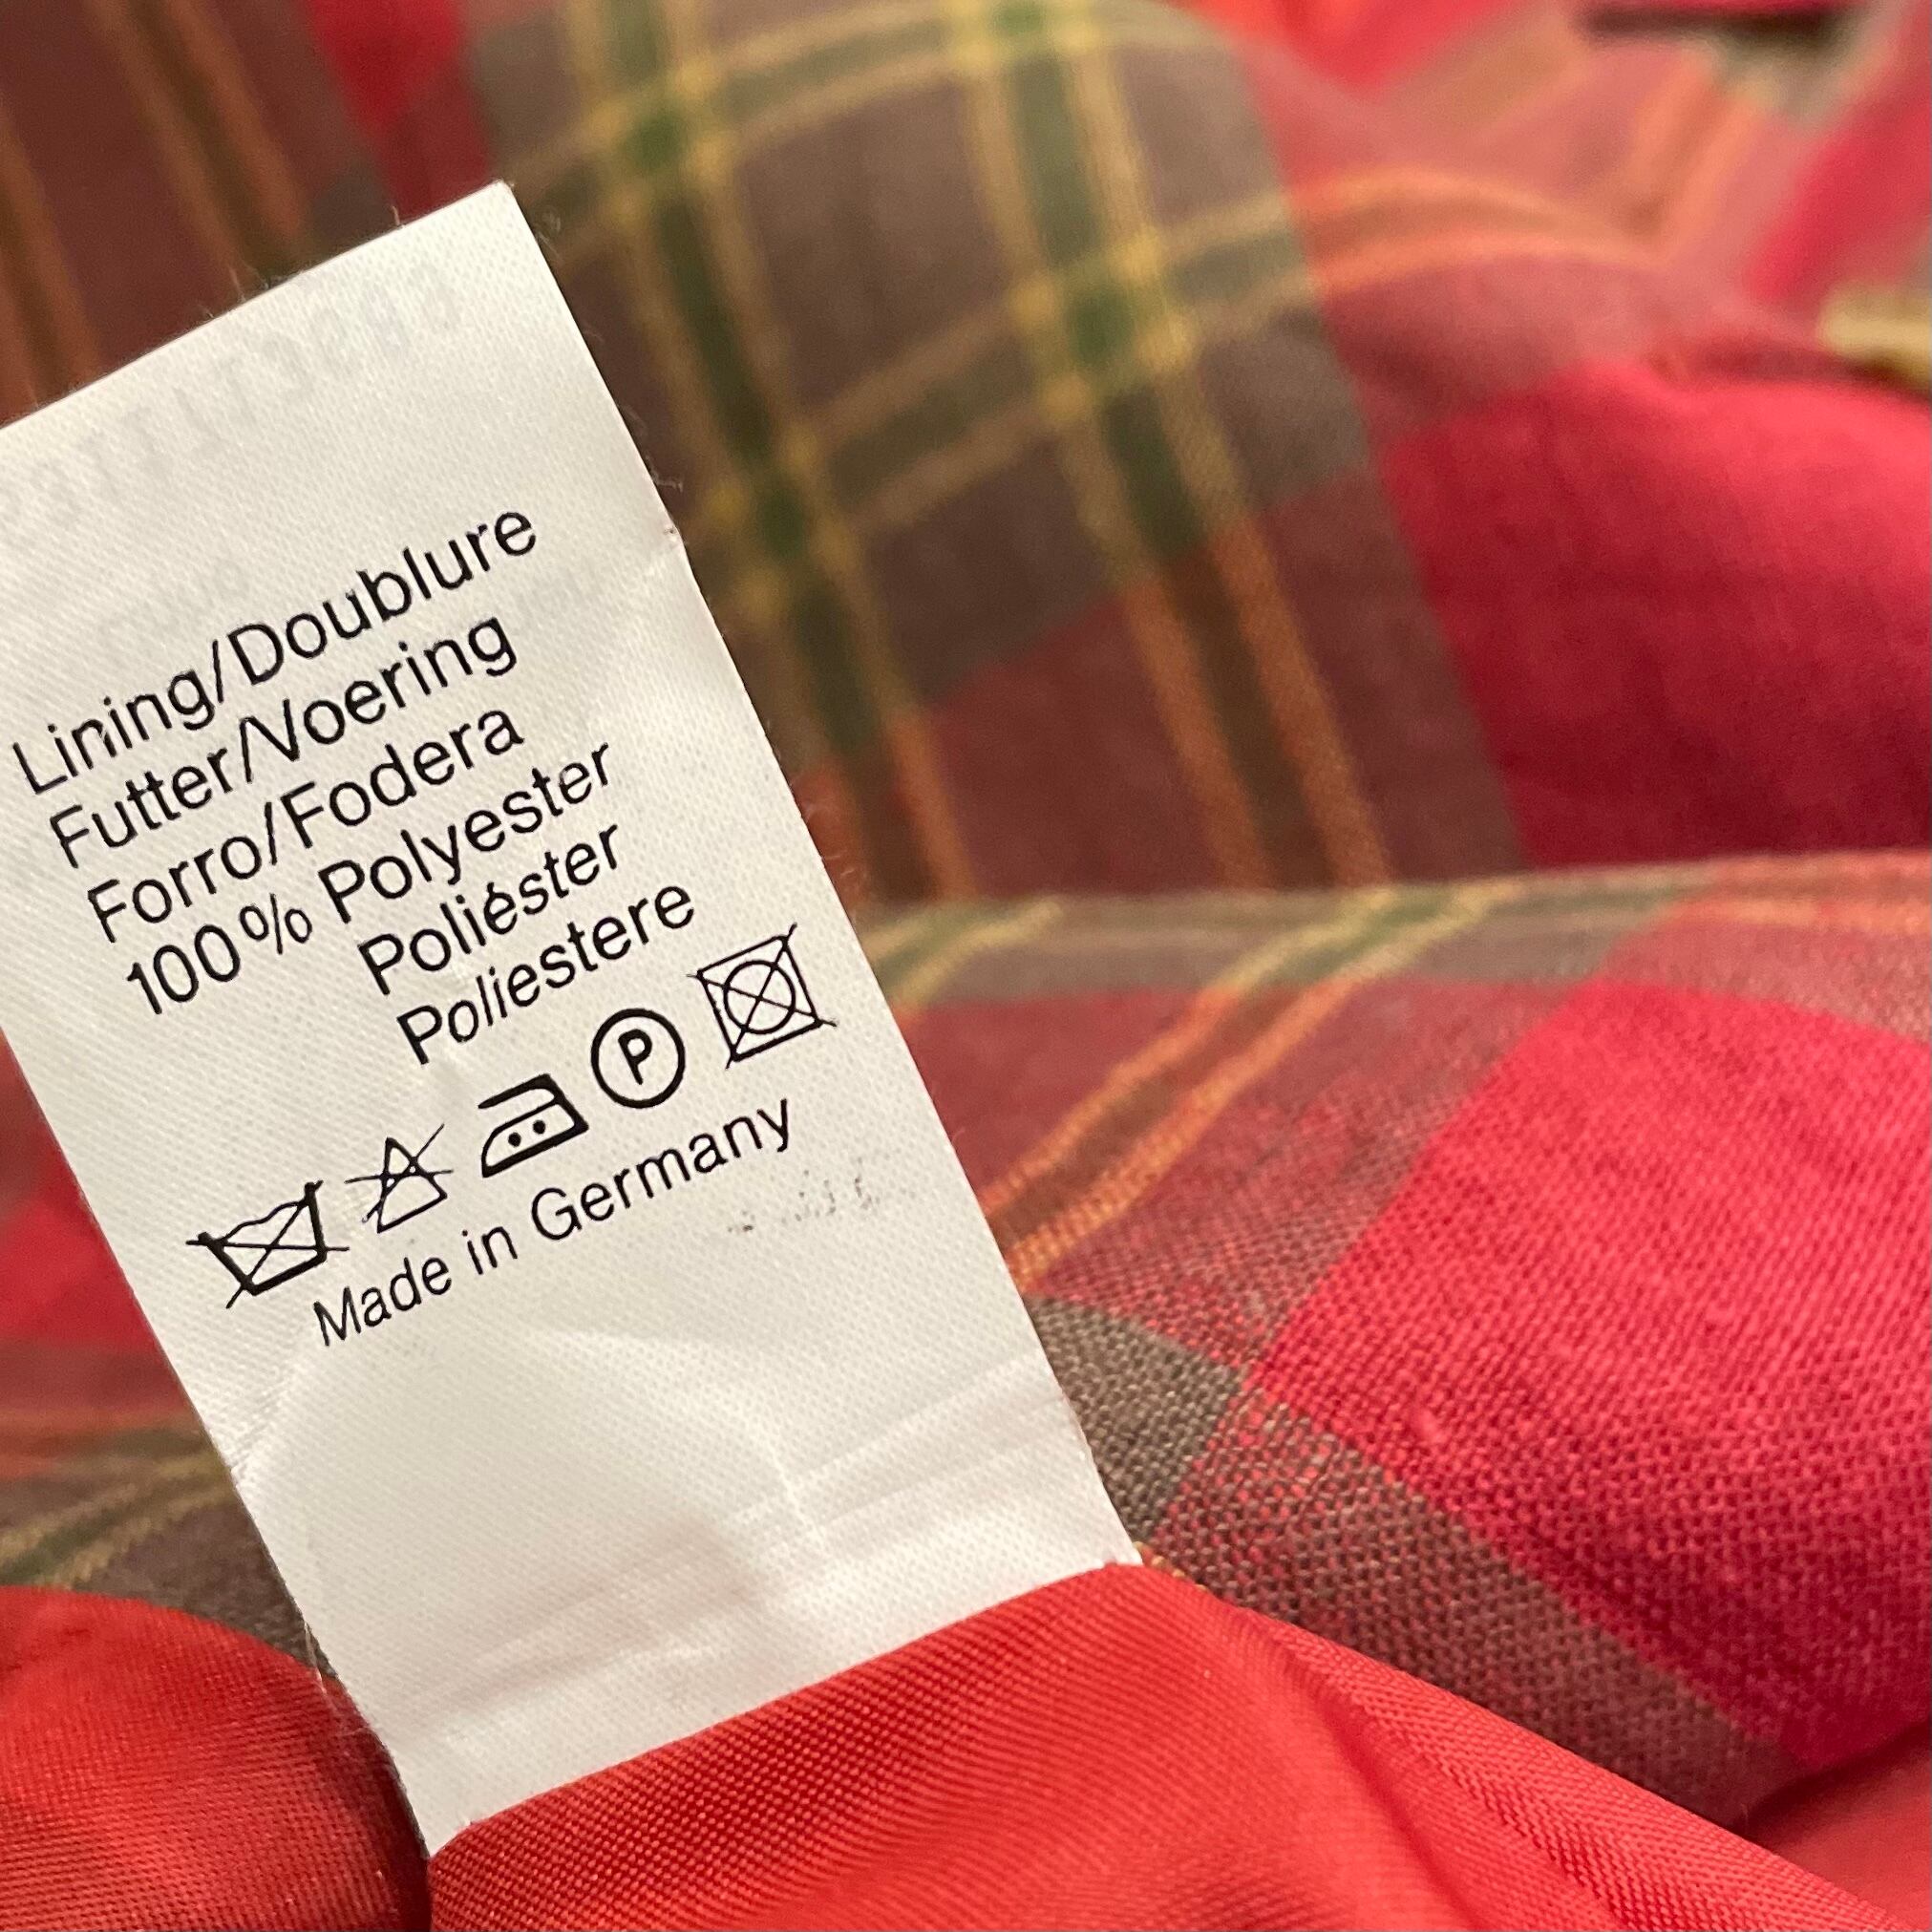 Lining/Doublure
Futter/Voering
Forro/Fodera
100% Polyester
Poliéster
Poliestere
P
Made in Germany